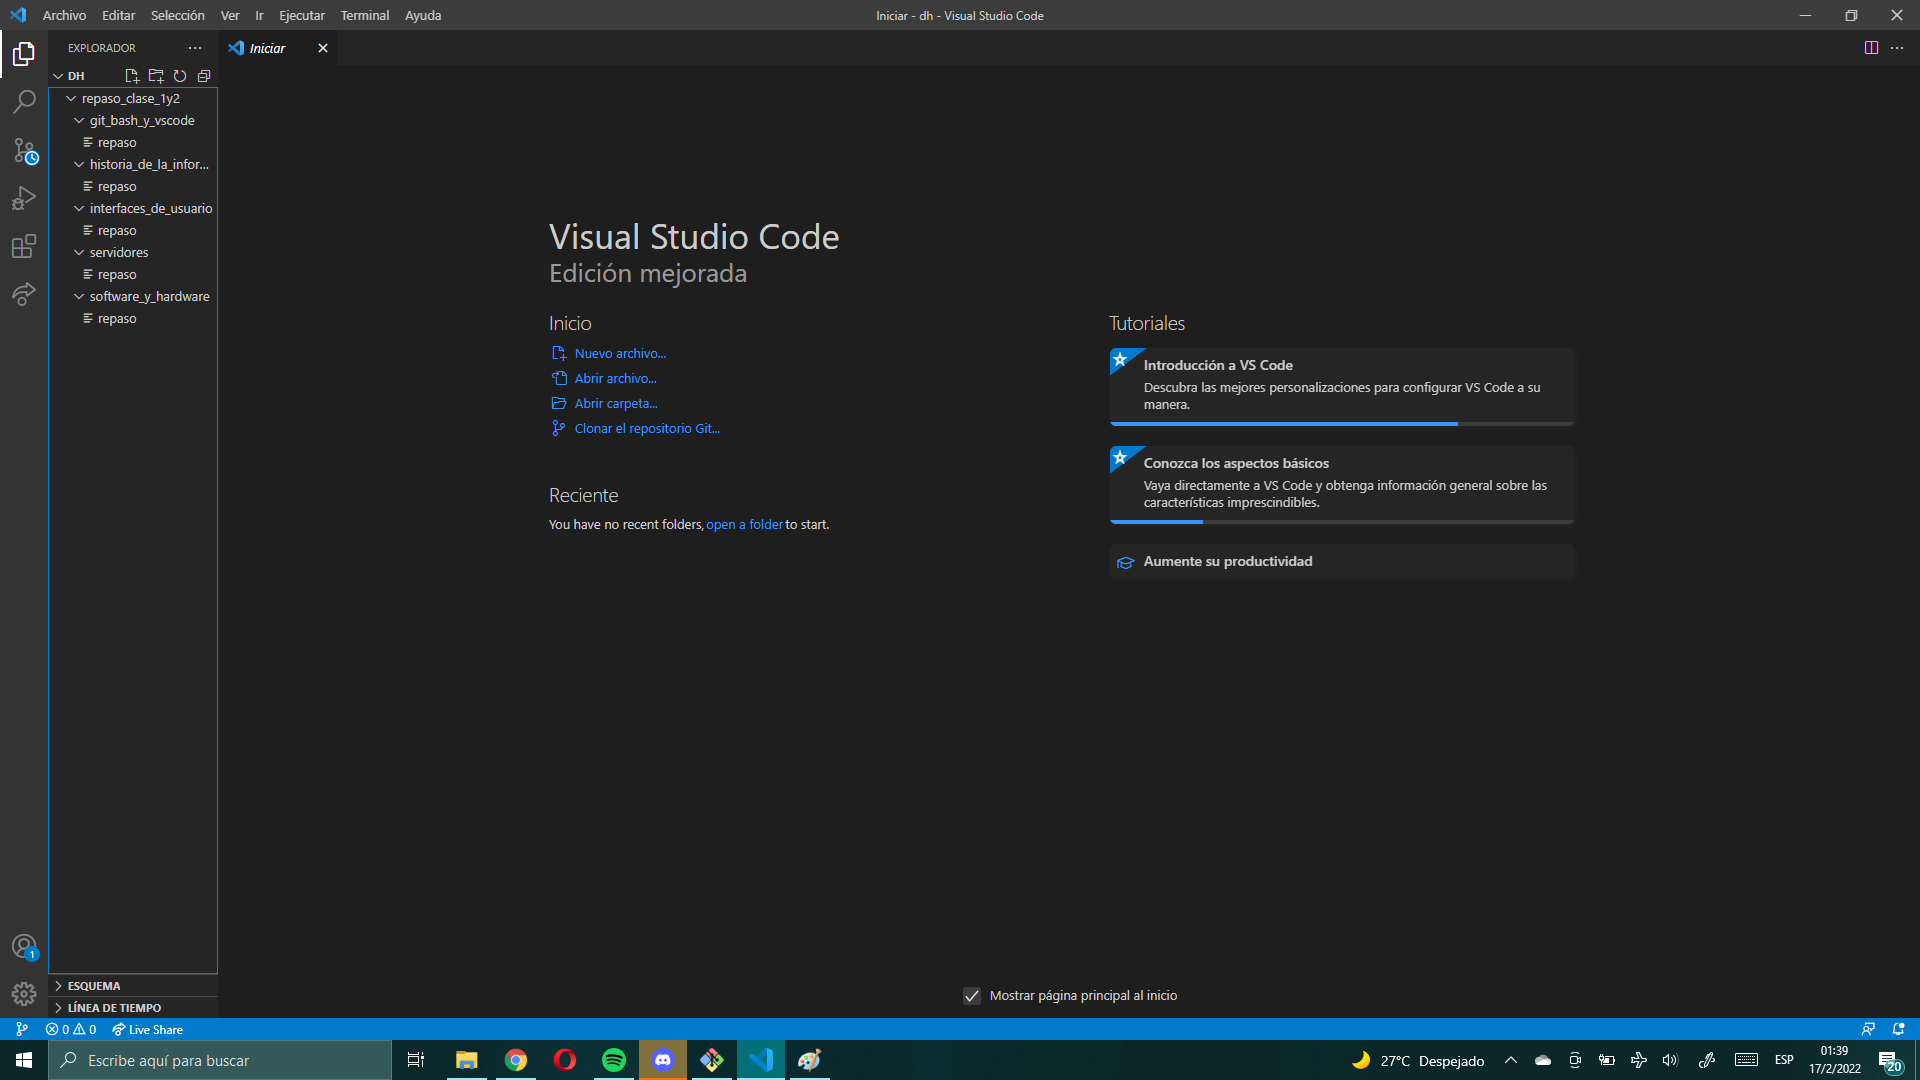 Archivo Editar Selección Ver Ir Ejecutar Terminal Ayuda
Iniciar - dh - Visual Studio Code
EXPLORADOR
Iniciar
DH
repaso_clase_1y2
git_bash_y_vscode
repaso
historia_de_la_infor...
repaso
interfaces_de_usuario
repaso
servidores
repaso
software_y_hardware
repaso
Visual Studio Code
Edición mejorada
Inicio
Nuevo archivo...
Abrir archivo...
Abrir carpeta...
Clonar el repositorio Git...
Reciente
You have no recent folders, open a folder to start.
Tutoriales
Introducción a VS Code
Descubra las mejores personalizaciones para configurar VS Code a su
manera.
Conozca los aspectos básicos
Vaya directamente a VS Code y obtenga información general sobre las
características imprescindibles.
Aumente su productividad
1
ESQUEMA
LÍNEA DE TIEMPO
Mostrar página principal al inicio
0 0 Live Share
Escribe aquí para buscar
27°C Despejado
ESP
01:39
17/2/2022
20